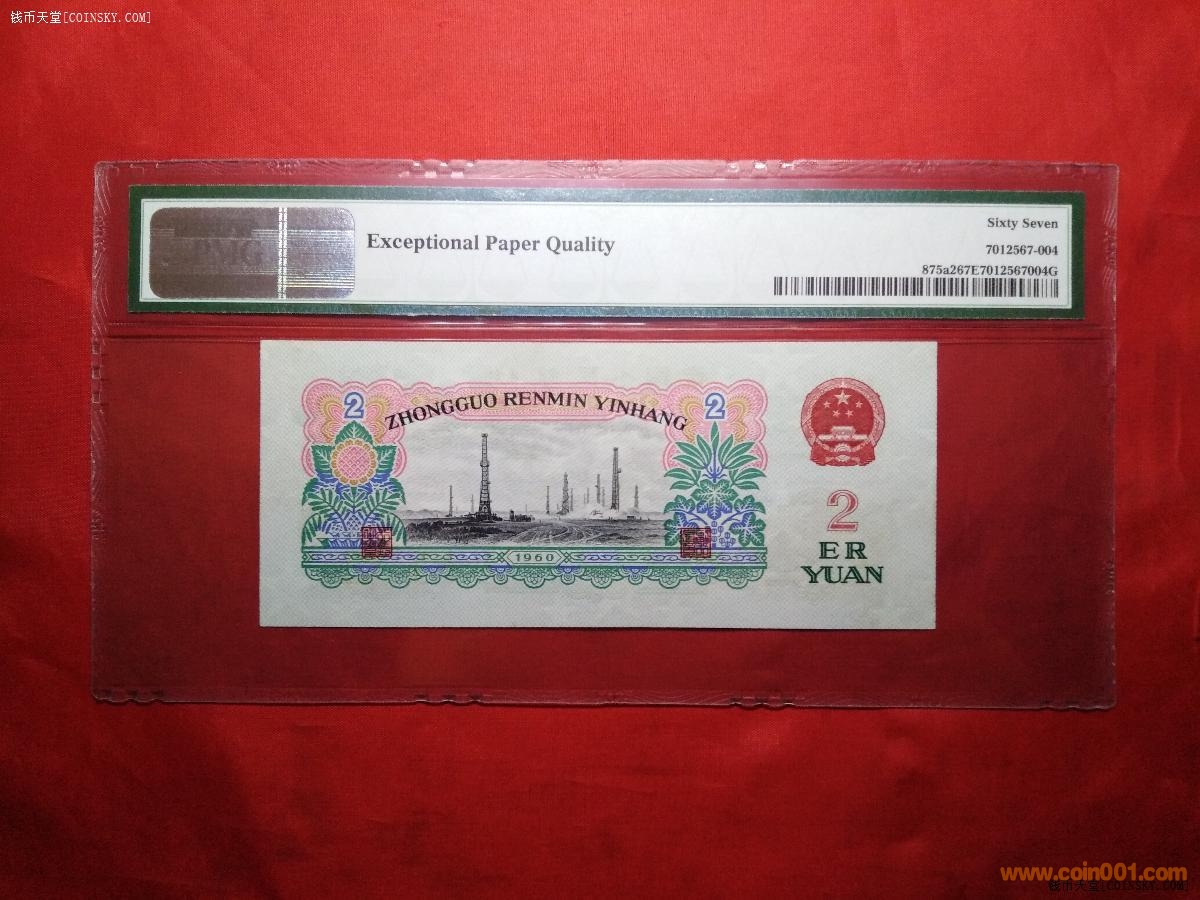 钱币天堂[COINSKY.COM]
PMG
Exceptional Paper Quality
Sixty Seven
7012567-004
875a267E7012567004G
2
ZHONGGUO RENMIN YINHANG
2
1960
2
ER
YUAN
www.coin001.com
钱币天堂[COINSKY.COM]